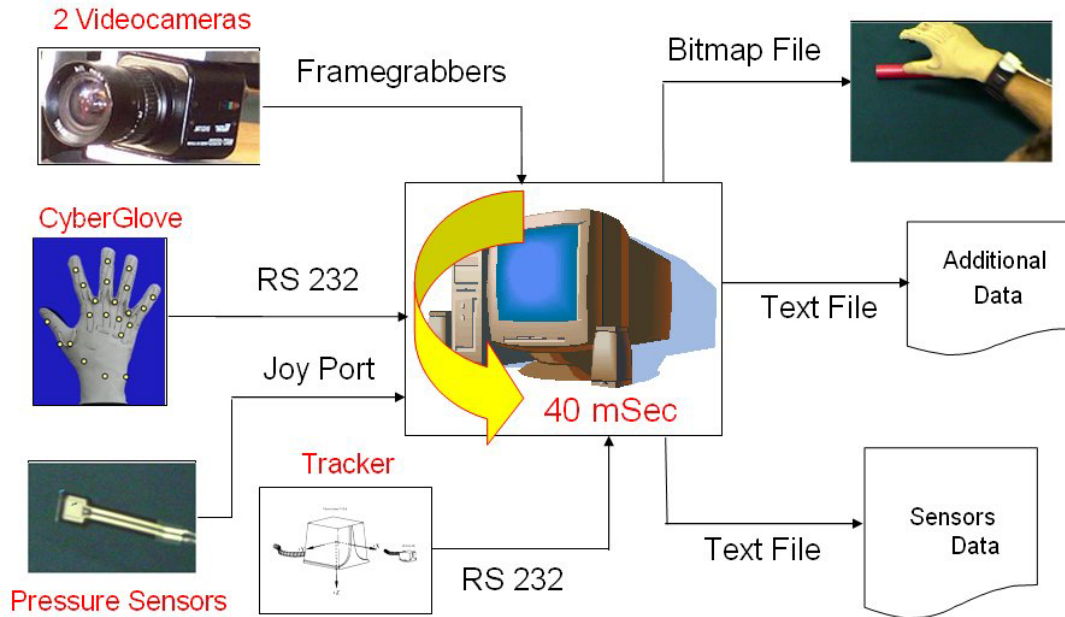 2 Videocameras
Framegrabbers
Bitmap File
CyberGlove
RS 232
Additional
Data
Text File
Joy Port
40 mSec
Tracker
Sensors
Data
Text File
RS 232
Pressure Sensors